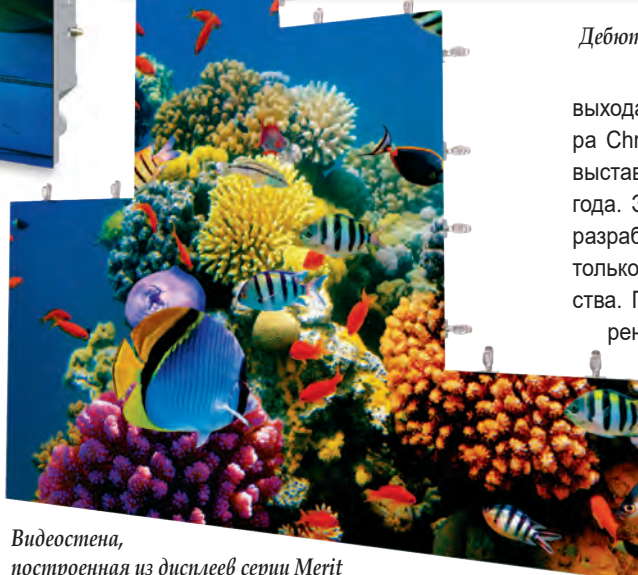 Дебют
выхода
ра Chr
выстав
года. З
разраб
только
ства. П
рен
Видеостена,
построенная из дисплеев серии Merit